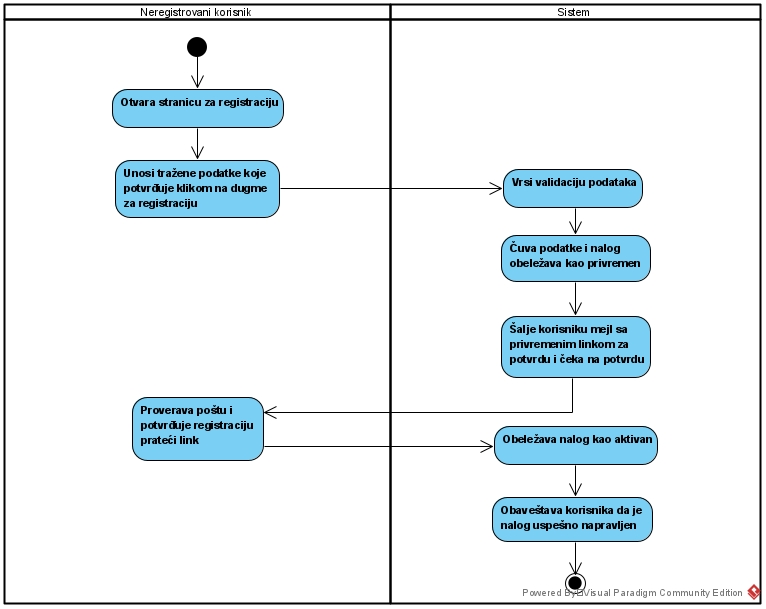 Neregistrovani korisnik
Sistem
Otvara stranicu za registraciju
Unosi tražene podatke koje
potvrđuje klikom na dugme
za registraciju
Vrsi validaciju podataka
Čuva podatke i nalog
obeležava kao privremen
Šalje korisniku mejl sa
privremenim linkom za
potvrdu i čeka na potvrdu
Proverava poštu i
potvrđuje registraciju
prateći link
Obeležava nalog kao aktivan
Obaveštava korisnika da je
nalog uspešno napravljen
Powered By Visual Paradigm Community Edition